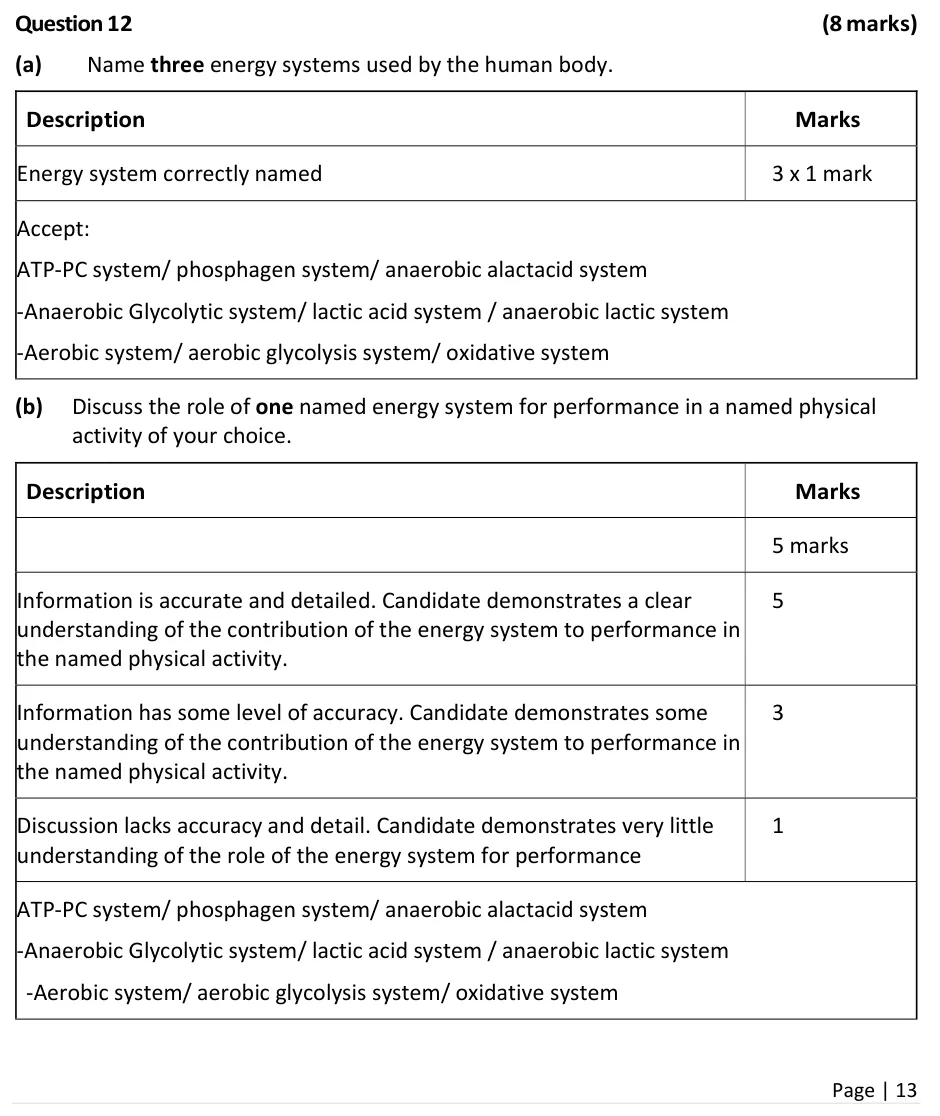 Question 12 (8 marks)
(a) Name three energy systems used by the human body.
Description Marks
Energy system correctly named 3 x 1 mark
Accept:
ATP-PC system/ phosphagen system/ anaerobic alactacid system
-Anaerobic Glycolytic system/ lactic acid system / anaerobic lactic system
-Aerobic system/ aerobic glycolysis system/ oxidative system
(b) Discuss the role of one named energy system for performance in a named physical
activity of your choice.
Description Marks
5 marks
Information is accurate and detailed. Candidate demonstrates a clear 5
understanding of the contribution of the energy system to performance in
the named physical activity.
Information has some level of accuracy. Candidate demonstrates some 3
understanding of the contribution of the energy system to performance in
the named physical activity.
Discussion lacks accuracy and detail. Candidate demonstrates very little 1
understanding of the role of the energy system for performance
ATP-PC system/ phosphagen system/ anaerobic alactacid system
-Anaerobic Glycolytic system/ lactic acid system / anaerobic lactic system
-Aerobic system/ aerobic glycolysis system/ oxidative system
Page | 13